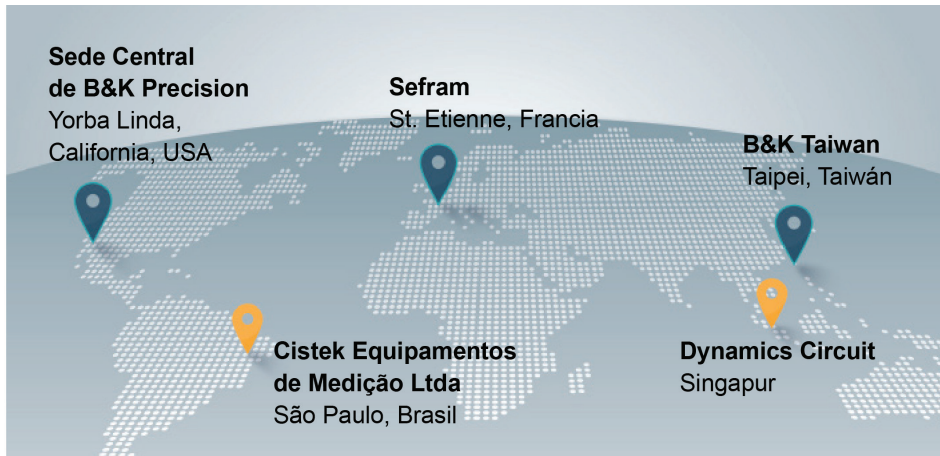 Sede Central
de B&K Precision
Yorba Linda,
California, USA
Sefram
St. Etienne, Francia
B&K Taiwan
Taipei, Taiwán
Cistek Equipamentos
de Medição Ltda
São Paulo, Brasil
Dynamics Circuit
Singapur